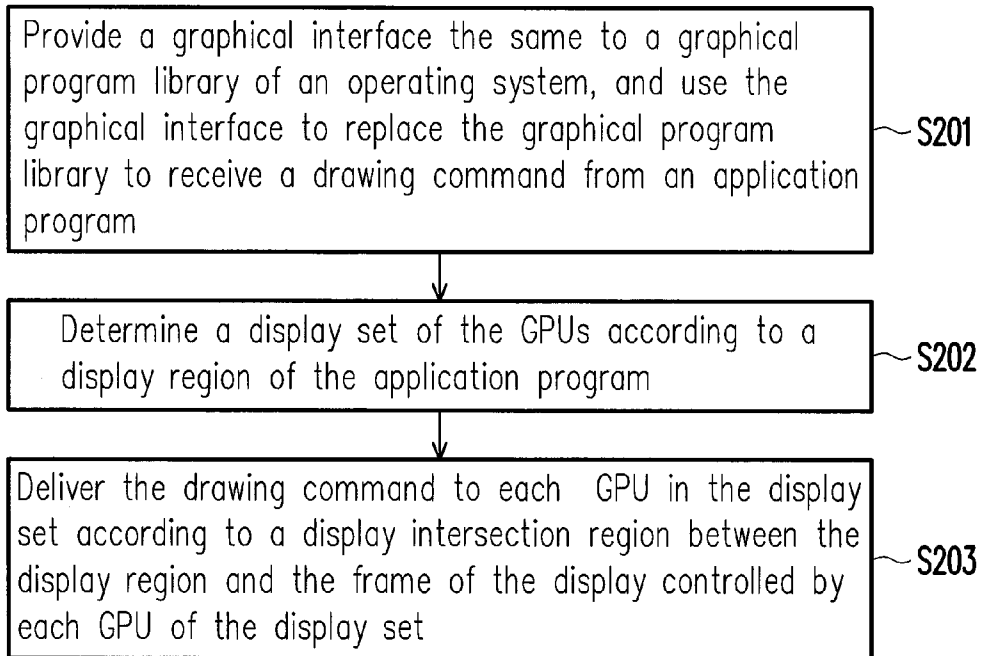 Provide a graphical interface the same to a graphical
program library of an operating system, and use the
graphical interface to replace the graphical program
library to receive a drawing command from an application
program
S201
Determine a display set of the GPUs according to a
display region of the application program
S202
Deliver the drawing command to each GPU in the display
set according to a display intersection region between the
display region and the frame of the display controlled by
each GPU of the display set
S203